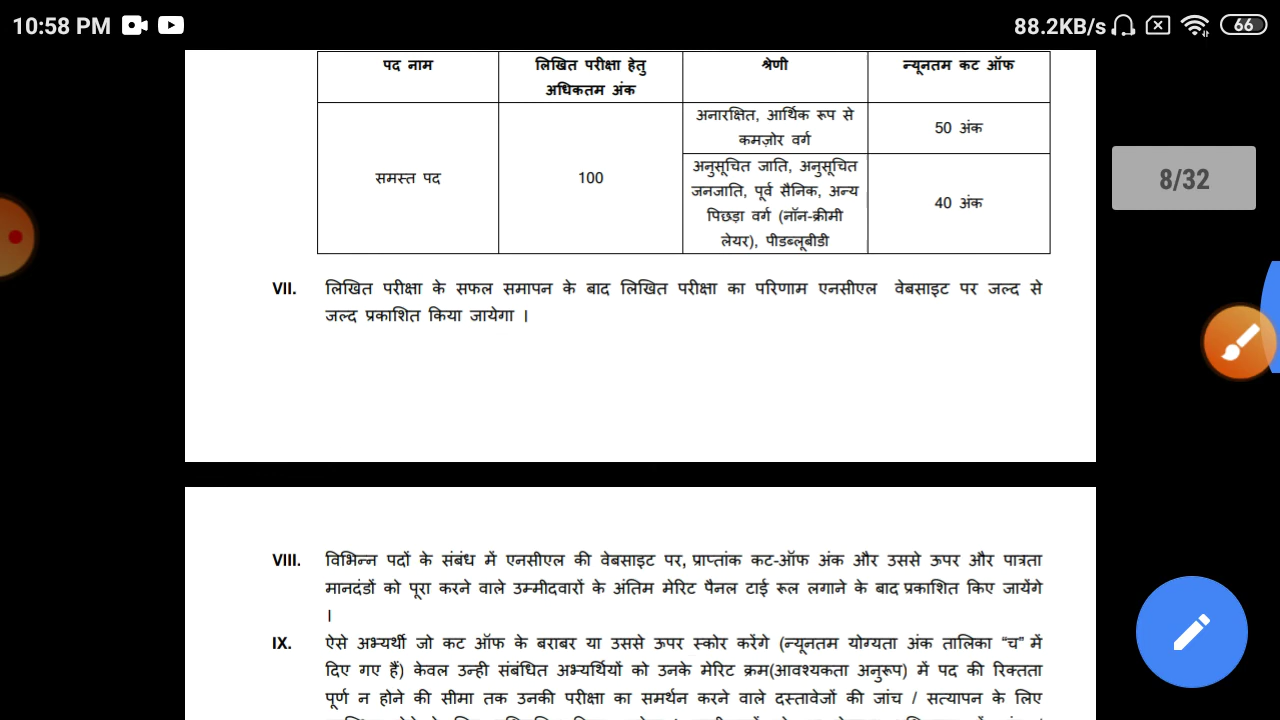 10:58 PM
88.2KB/s
66
पद नाम
लिखित परीक्षा हेतु
अधिकतम अंक
श्रेणी
न्यूनतम कट ऑफ
समस्त पद
100
अनारक्षित, आर्थिक रूप से
कमज़ोर वर्ग
50 अंक
अनुसूचित जाति, अनुसूचित
जनजाति, पूर्व सैनिक, अन्य
पिछड़ा वर्ग (नॉन-क्रीमी
लेयर), पीडब्लूबीडी
40 अंक
8/32
VII. लिखित परीक्षा के सफल समापन के बाद लिखित परीक्षा का परिणाम एनसीएल वेबसाइट पर जल्द से
जल्द प्रकाशित किया जायेगा ।
VIII. विभिन्न पदों के संबंध में एनसीएल की वेबसाइट पर, प्राप्तांक कट-ऑफ अंक और उससे ऊपर और पात्रता
मानदंडों को पूरा करने वाले उम्मीदवारों के अंतिम मेरिट पैनल टाई रूल लगाने के बाद प्रकाशित किए जायेंगे
।
IX. ऐसे अभ्यर्थी जो कट ऑफ के बराबर या उससे ऊपर स्कोर करेंगे (न्यूनतम योग्यता अंक तालिका “च” में
दिए गए हैं) केवल उन्ही संबंधित अभ्यर्थियों को उनके मेरिट क्रम(आवश्यकता अनुरूप) में पद की रिक्तता
पूर्ण न होने की सीमा तक उनकी परीक्षा का समर्थन करने वाले दस्तावेजों की जांच / सत्यापन के लिए